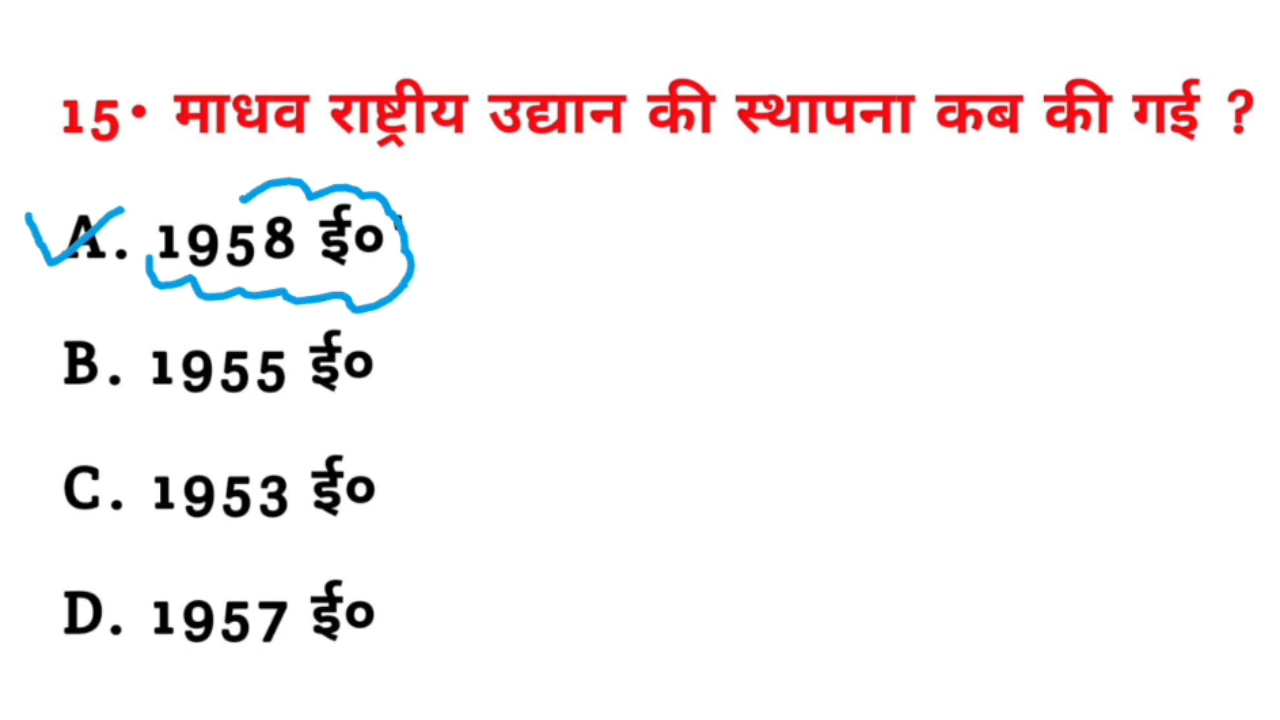 15• माधव राष्ट्रीय उद्यान की स्थापना कब की गई ?
A. 1958 ई०
B. 1955 ई०
C. 1953 ई०
D. 1957 ई०